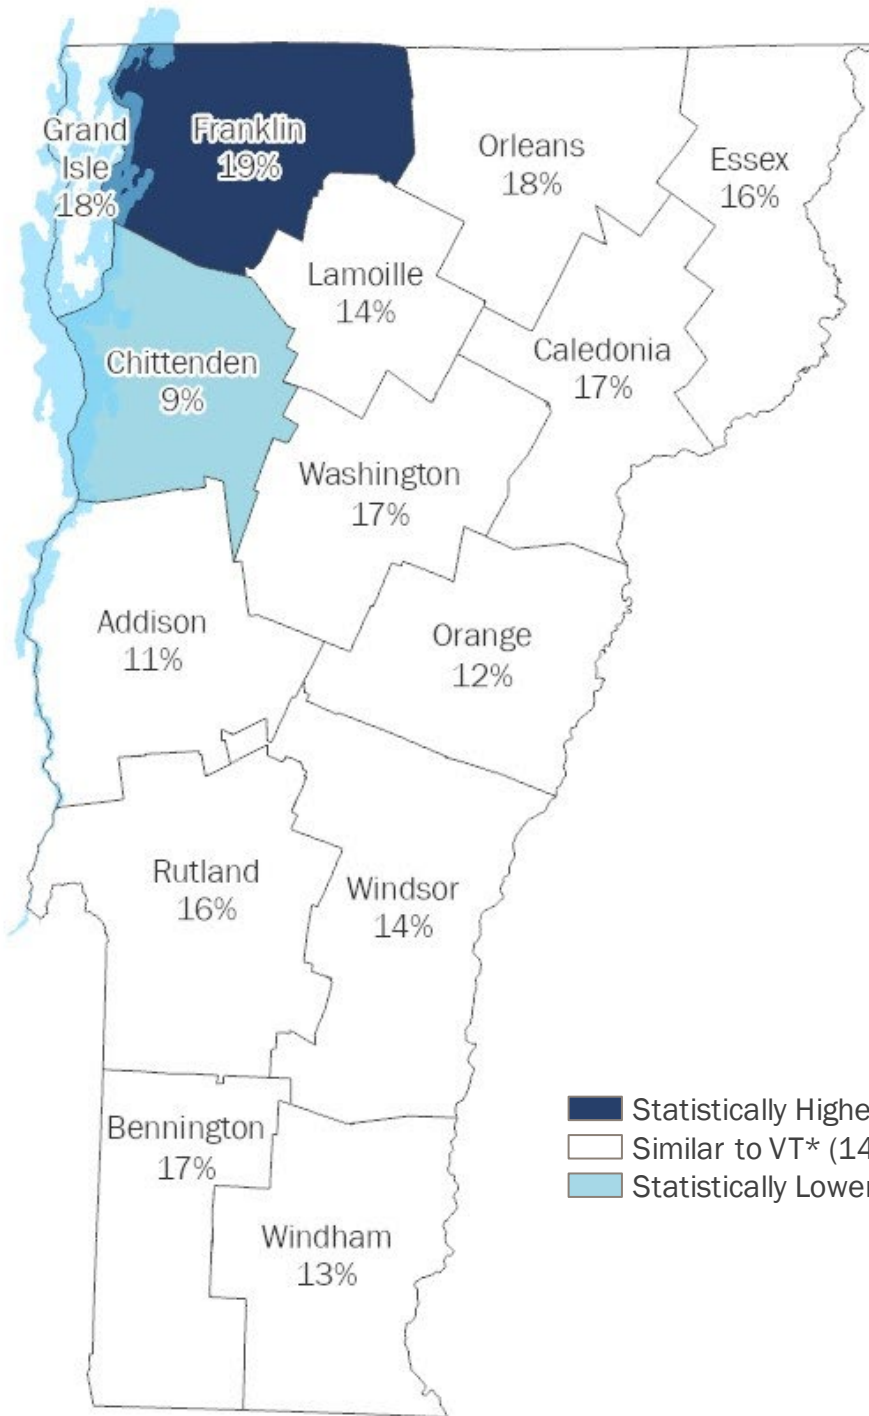 Grand
Isle
18%
Franklin
19%
Orleans
18%
Essex
16%
Lamoille
14%
Chittenden
9%
Caledonia
17%
Washington
17%
Addison
11%
Orange
12%
Rutland
16%
Windsor
14%
Bennington
17%
Windham
13%
Statistically Highe
Similar to VT* (14
Statistically Lower